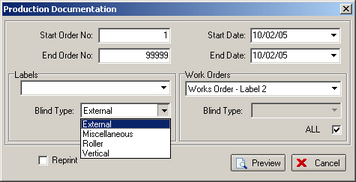 Production Documentation
Start Order No: 1 Start Date: 10/02/05
End Order No: 99999 End Date: 10/02/05
Labels Work Orders
Works Order - Label 2
Blind Type: External Blind Type:
External
Miscellaneous
Roller
Vertical
ALL
Reprint Preview Cancel